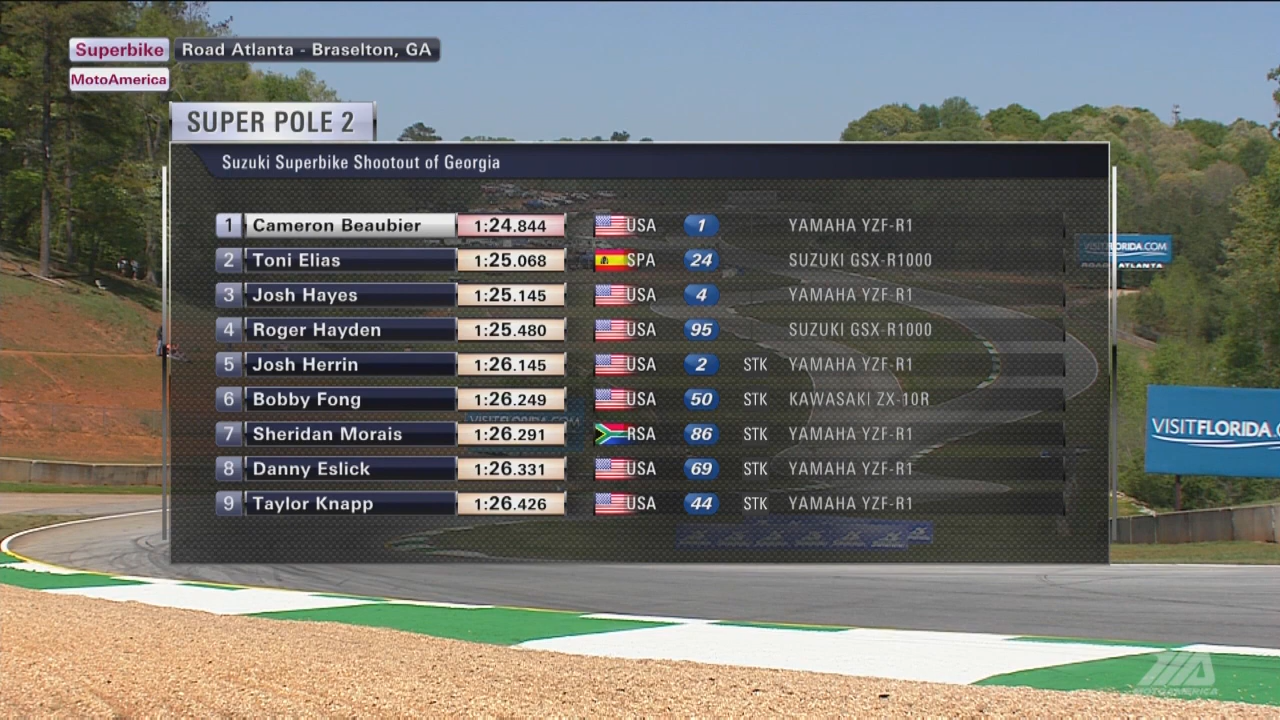 Superbike Road Atlanta - Braselton, GA
MotoAmerica
SUPER POLE 2
Suzuki Superbike Shootout of Georgia
1 Cameron Beaubier 1:24.844 USA 1 YAMAHA YZF-R1
2 Toni Elias 1:25.068 SPA 24 SUZUKI GSX-R1000
3 Josh Hayes 1:25.145 USA 4 YAMAHA YZF-R1
4 Roger Hayden 1:25.480 USA 95 SUZUKI GSX-R1000
5 Josh Herrin 1:26.145 USA 2 STK YAMAHA YZF-R1
6 Bobby Fong 1:26.249 USA 50 STK KAWASAKI ZX-10R
7 Sheridan Morais 1:26.291 RSA 86 STK YAMAHA YZF-R1
8 Danny Eslick 1:26.331 USA 69 STK YAMAHA YZF-R1
9 Taylor Knapp 1:26.426 USA 44 STK YAMAHA YZF-R1
VISITFLORIDA.COM
ROAD ATLANTA
VISITFLORIDA.COM
VISITFLORIDA.C
MOTOAMERICA